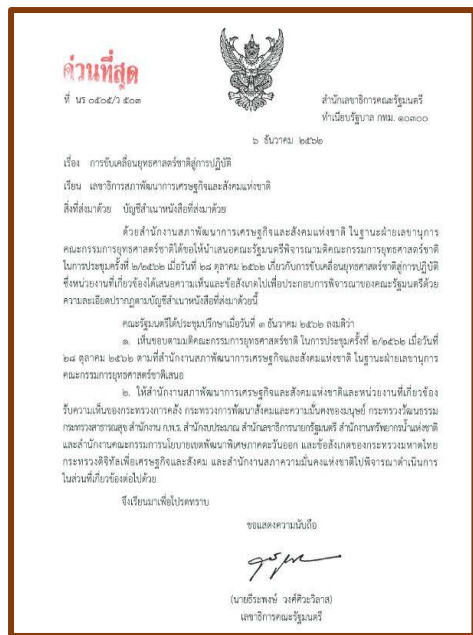 ด่วนที่สุด
ที่ นร ๐๕๐๕/ว ๕๐๓
สำนักเลขาธิการคณะรัฐมนตรี
ทำเนียบรัฐบาล กทม. ๑๐๓๐๐
๖ ธันวาคม ๒๕๖๒
เรื่อง การขับเคลื่อนยุทธศาสตร์ชาติสู่การปฏิบัติ
เรียน เลขาธิการสภาพัฒนาการเศรษฐกิจและสังคมแห่งชาติ
สิ่งที่ส่งมาด้วย บัญชีสำเนาหนังสือที่ส่งมาด้วย
ด้วยสำนักงานสภาพัฒนาการเศรษฐกิจและสังคมแห่งชาติ ในฐานะฝ่ายเลขานุการ
คณะกรรมการยุทธศาสตร์ชาติได้ขอให้นำเสนอคณะรัฐมนตรีพิจารณามติคณะกรรมการยุทธศาสตร์ชาติ
ในการประชุมครั้งที่ ๒/๒๕๖๒ เมื่อวันที่ ๒๘ ตุลาคม ๒๕๖๒ เกี่ยวกับการขับเคลื่อนยุทธศาสตร์ชาติสู่การปฏิบัติ
ซึ่งหน่วยงานที่เกี่ยวข้องได้เสนอความเห็นและข้อสังเกตไปเพื่อประกอบการพิจารณาของคณะรัฐมนตรีด้วย
ความละเอียดปรากฏตามบัญชีสำเนาหนังสือที่ส่งมาด้วยนี้
คณะรัฐมนตรีได้ประชุมปรึกษาเมื่อวันที่ ๓ ธันวาคม ๒๕๖๒ ลงมติว่า
๑. เห็นชอบตามมติคณะกรรมการยุทธศาสตร์ชาติ ในการประชุมครั้งที่ ๒/๒๕๖๒ เมื่อวันที่
๒๘ ตุลาคม ๒๕๖๒ ตามที่สำนักงานสภาพัฒนาการเศรษฐกิจและสังคมแห่งชาติ ในฐานะฝ่ายเลขานุการ
คณะกรรมการยุทธศาสตร์ชาติเสนอ
๒. ให้สำนักงานสภาพัฒนาการเศรษฐกิจและสังคมแห่งชาติและหน่วยงานที่เกี่ยวข้อง
รับความเห็นของกระทรวงการคลัง กระทรวงการพัฒนาสังคมและความมั่นคงของมนุษย์ กระทรวงวัฒนธรรม
กระทรวงสาธารณสุข สำนักงาน ก.พ.ร. สำนักงบประมาณ สำนักเลขาธิการนายกรัฐมนตรี สำนักงานทรัพยากรน้ำแห่งชาติ
และสำนักงานคณะกรรมการนโยบายเขตพัฒนาพิเศษภาคตะวันออก และข้อสังเกตของกระทรวงมหาดไทย
กระทรวงดิจิทัลเพื่อเศรษฐกิจและสังคม และสำนักงานสภาความมั่นคงแห่งชาติไปพิจารณาดำเนินการ
ในส่วนที่เกี่ยวข้องต่อไปด้วย
จึงเรียนมาเพื่อโปรดทราบ
ขอแสดงความนับถือ
(นายธีระพงษ์ วงศ์ศิวะวิลาส)
เลขาธิการคณะรัฐมนตรี